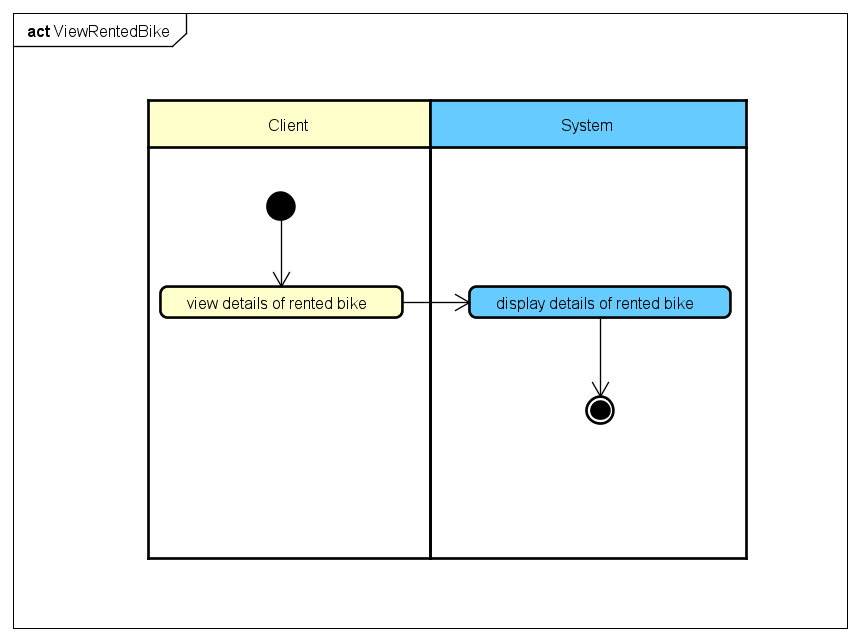 act ViewRentedBike
Client
System
view details of rented bike
display details of rented bike